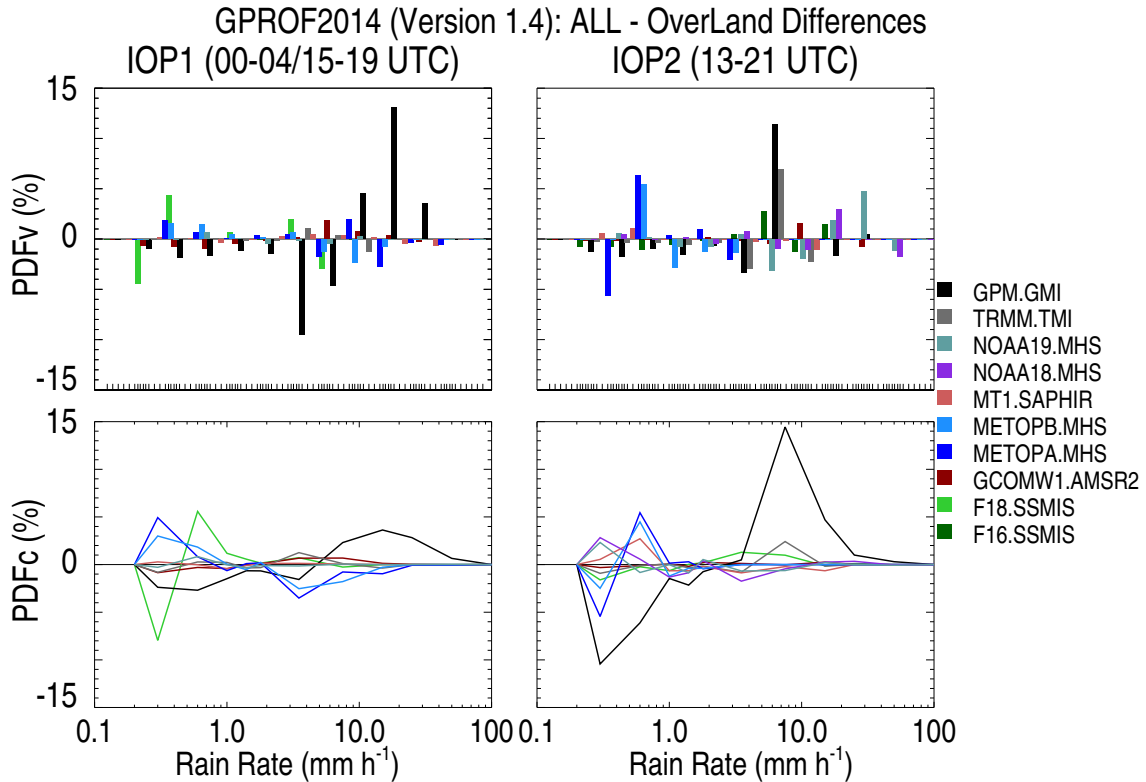 GPROF2014 (Version 1.4): ALL - OverLand Differences
IOP1 (00-04/15-19 UTC)
IOP2 (13-21 UTC)
15
0
-15
PDFv (%)
15
0
-15
PDFc (%)
0.1
1.0
10.0
100
0.1
1.0
10.0
100
Rain Rate (mm h⁻¹)
Rain Rate (mm h⁻¹)
GPM.GMI
TRMM.TMI
NOAA19.MHS
NOAA18.MHS
MT1.SAPHIR
METOPB.MHS
METOPA.MHS
GCOMW1.AMSR2
F18.SSMIS
F16.SSMIS